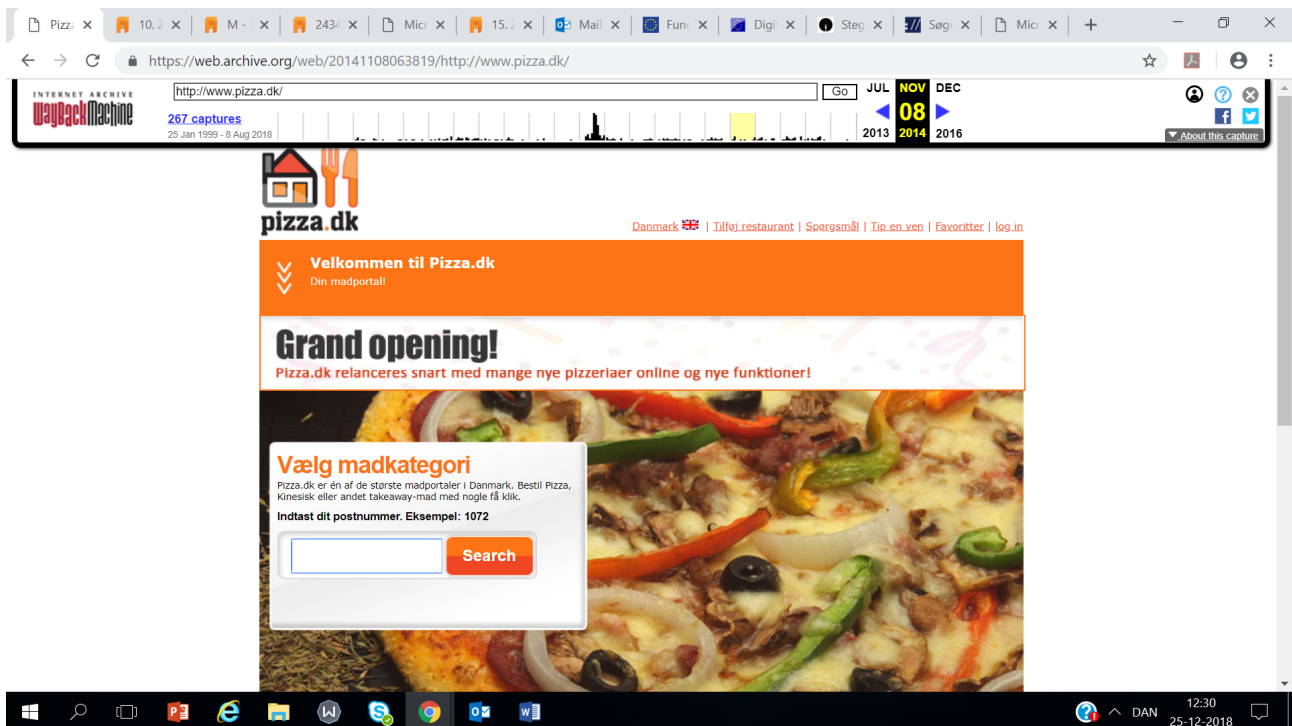 Pizz
10. 2
M -
2434
Micr
15. 2
Mail
Fun
Digi
Steg
Søg
Micr
https://web.archive.org/web/20141108063819/http://www.pizza.dk/
INTERNET ARCHIVE
WayBackMachine
http://www.pizza.dk/
Go
JUL NOV DEC
08
2013 2014 2016
267 captures
25 Jan 1999 - 8 Aug 2018
About this capture
pizza.dk
Danmark | Tilføj restaurant | Spørgsmål | Tip en ven | Favoritter | log in
Velkommen til Pizza.dk
Din madportal!
Grand opening!
Pizza.dk relanceres snart med mange nye pizzeriaer online og nye funktioner!
Vælg madkategori
Pizza.dk er én af de største madportaler i Danmark. Bestil Pizza,
Kinesisk eller andet takeaway-mad med nogle få klik.
Indtast dit postnummer. Eksempel: 1072
Search
DAN
12:30
25-12-2018